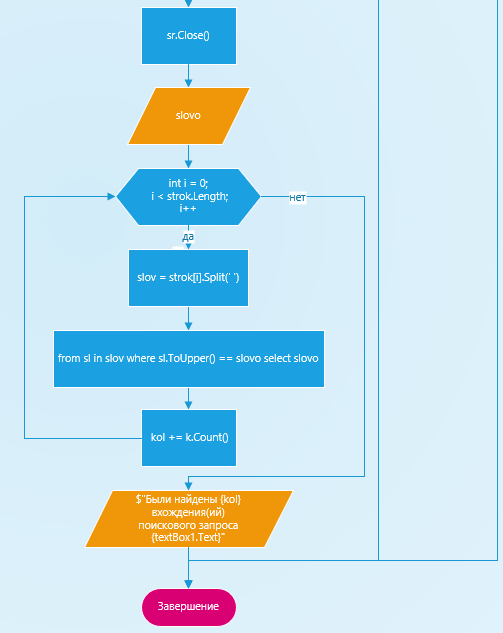 sr.Close()
slovo
int i = 0;
i < strok.Length;
i++
нет
да
slov = strok[i].Split(' ')
from sl in slov where sl.ToUpper() == slovo select slovo
kol += k.Count()
$"Были найдены {kol}
вхождения(ий)
поискового запроса
{textBox1.Text}"
Завершение